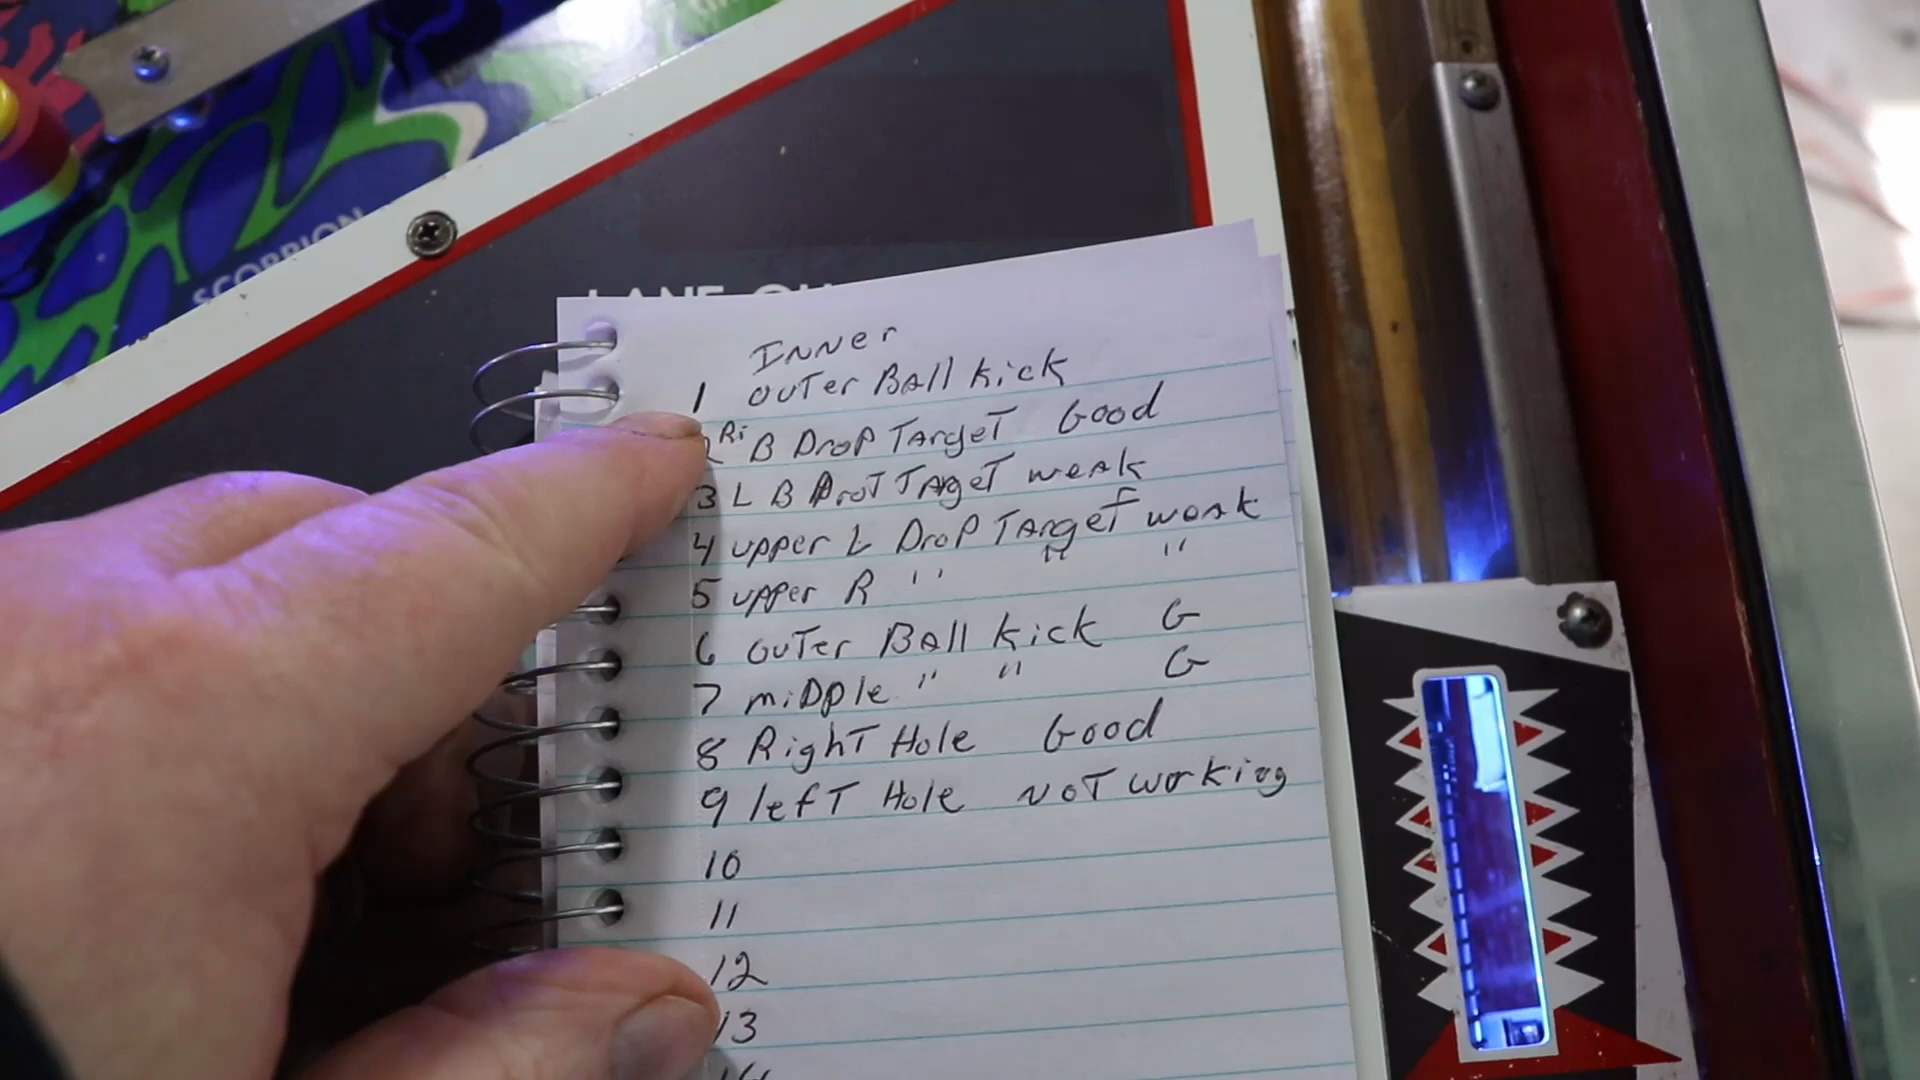 SCORPION
INNer
1 OUTer BAll kick
2 Ri B DroP TArgeT Good
3 L B DroT TArgeT weak
4 upper L DroP TArgeT weak
5 upper R " " "
6 OUTer BAll kick G
7 miDDle " " G
8 RighT Hole Good
9 lefT Hole NOT working
10
11
12
13